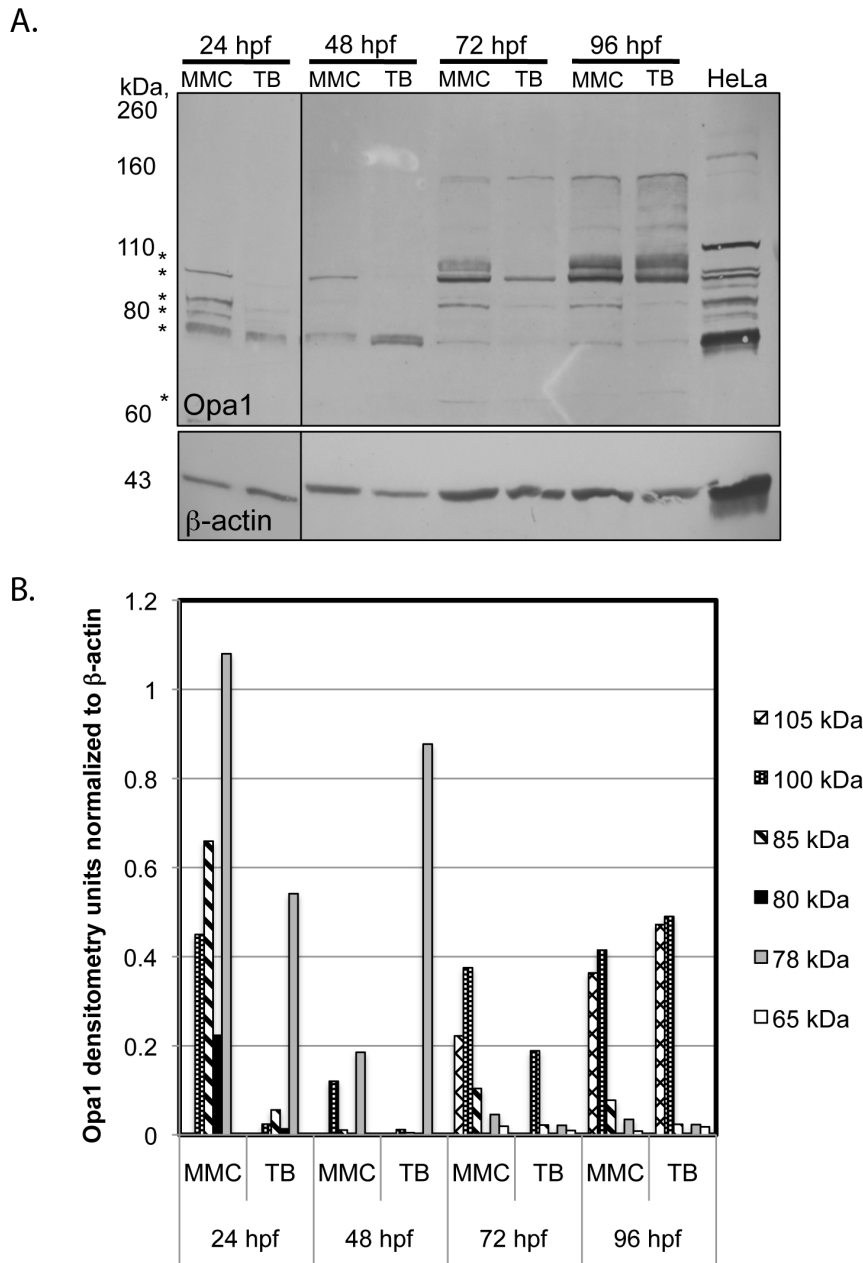 A.
24 hpf 48 hpf 72 hpf 96 hpf
kDa, MMC TB MMC TB MMC TB MMC TB HeLa
260
160
110 *
*
*
80 *
*
60 *
Opa1
43
β-actin
B.
Opa1 densitometry units normalized to β-actin
1.2
1
0.8
0.6
0.4
0.2
0
105 kDa
100 kDa
85 kDa
80 kDa
78 kDa
65 kDa
MMC TB MMC TB MMC TB MMC TB
24 hpf 48 hpf 72 hpf 96 hpf